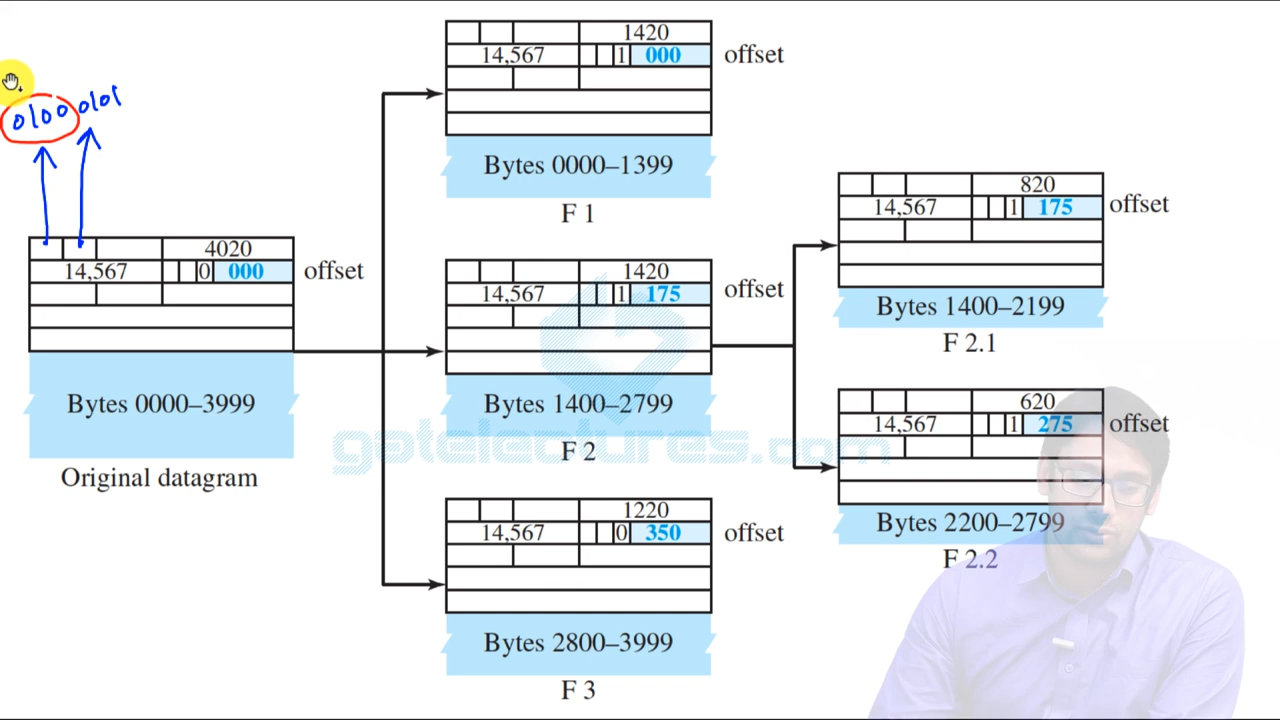 0100 0101
4020
14,567 0 000 offset
Bytes 0000–3999
Original datagram
1420
14,567 1 000 offset
Bytes 0000–1399
F 1
1420
14,567 1 175 offset
Bytes 1400–2799
F 2
1220
14,567 0 350 offset
Bytes 2800–3999
F 3
820
14,567 1 175 offset
Bytes 1400–2199
F 2.1
620
14,567 1 275 offset
Bytes 2200–2799
F 2.2
gatelectures.com